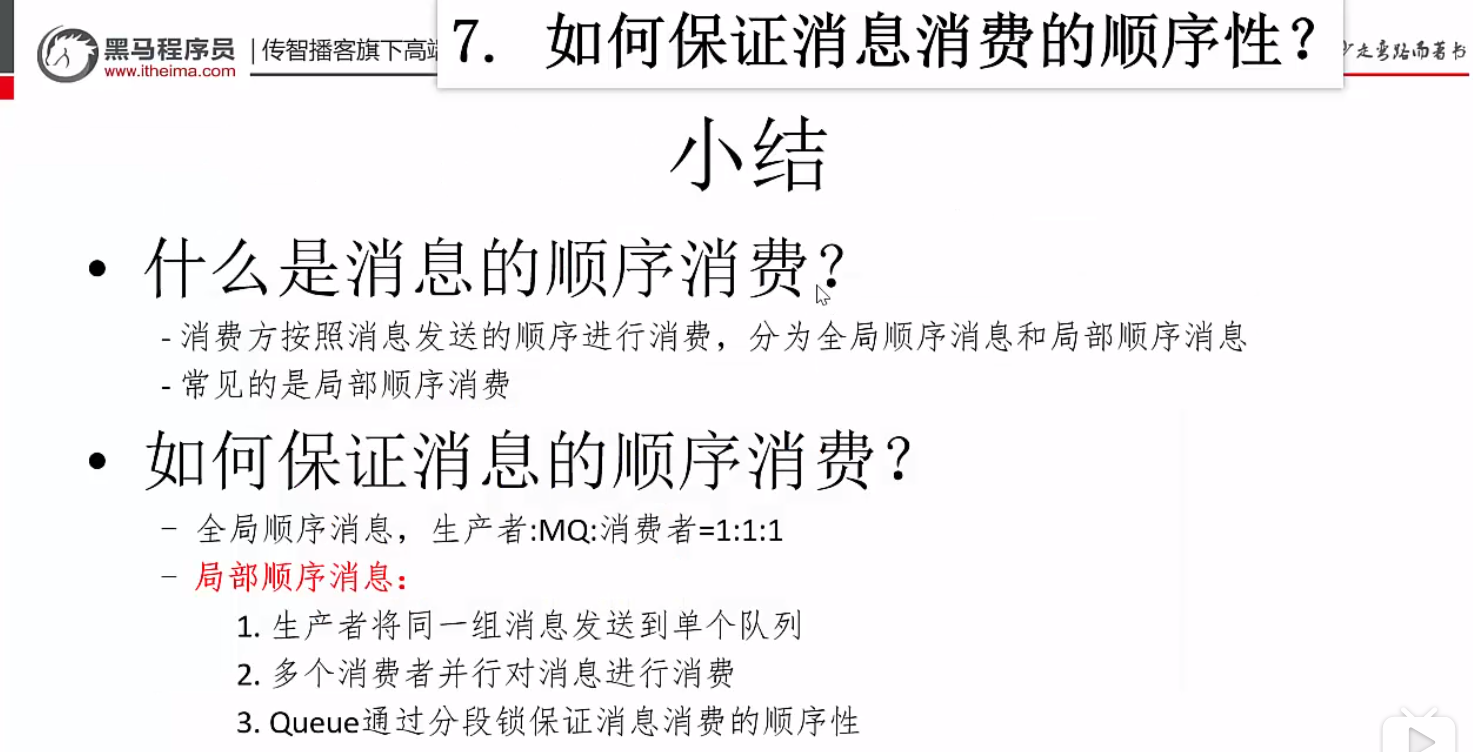 黑马程序员
www.itheima.com
传智播客旗下高端
7. 如何保证消息消费的顺序性？
小结
• 什么是消息的顺序消费？
- 消费方按照消息发送的顺序进行消费，分为全局顺序消息和局部顺序消息
- 常见的是局部顺序消费
• 如何保证消息的顺序消费？
– 全局顺序消息，生产者:MQ:消费者=1:1:1
– 局部顺序消息：
1. 生产者将同一组消息发送到单个队列
2. 多个消费者并行对消息进行消费
3. Queue通过分段锁保证消息消费的顺序性